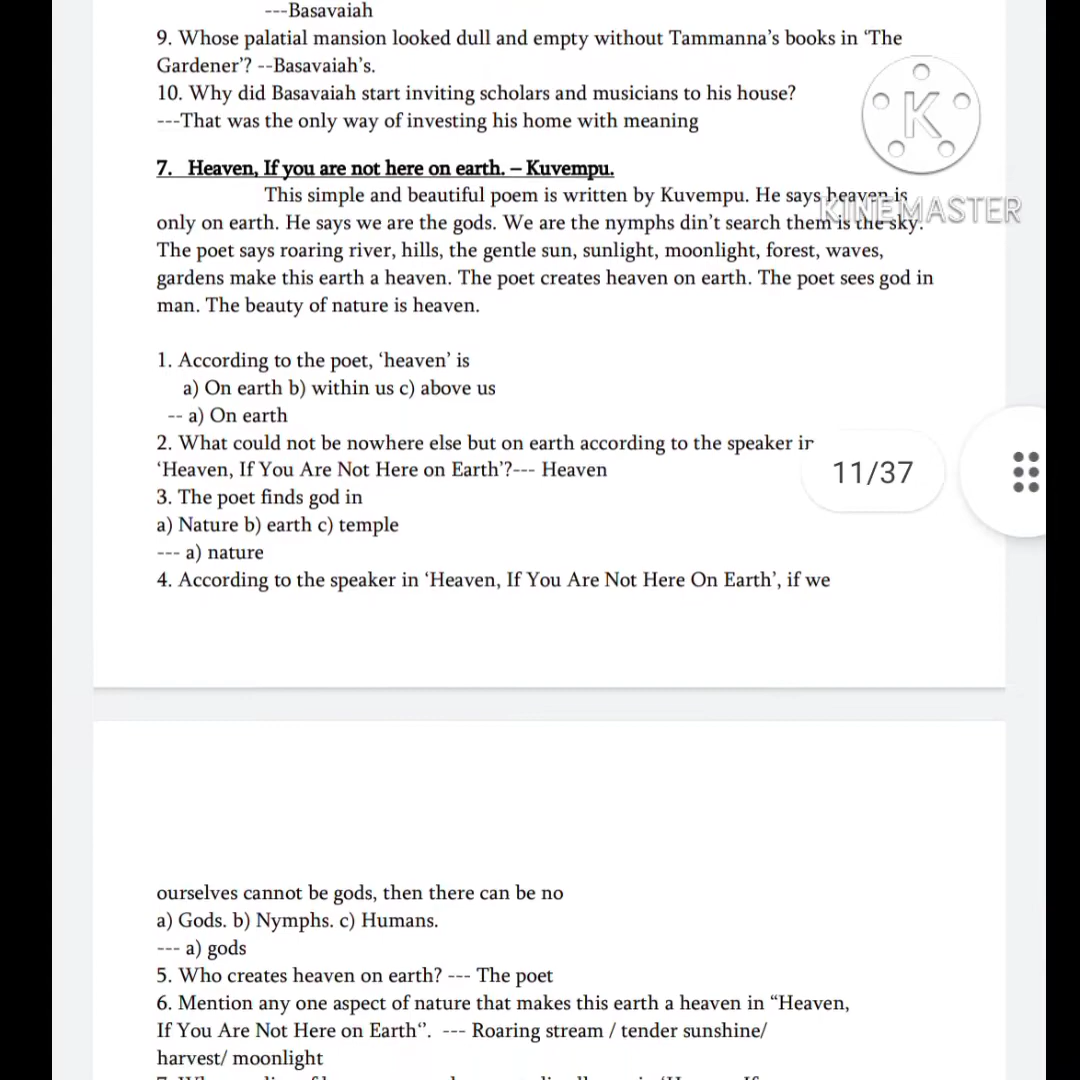 ---Basavaiah
9. Whose palatial mansion looked dull and empty without Tammanna’s books in ‘The
Gardener’? --Basavaiah’s.
10. Why did Basavaiah start inviting scholars and musicians to his house?
---That was the only way of investing his home with meaning
K
7. Heaven, If you are not here on earth. – Kuvempu.
This simple and beautiful poem is written by Kuvempu. He says heaven is
KINEMASTER
only on earth. He says we are the gods. We are the nymphs din’t search them is the sky.
The poet says roaring river, hills, the gentle sun, sunlight, moonlight, forest, waves,
gardens make this earth a heaven. The poet creates heaven on earth. The poet sees god in
man. The beauty of nature is heaven.
1. According to the poet, ‘heaven’ is
a) On earth b) within us c) above us
-- a) On earth
2. What could not be nowhere else but on earth according to the speaker in
‘Heaven, If You Are Not Here on Earth’?--- Heaven
11/37
3. The poet finds god in
a) Nature b) earth c) temple
--- a) nature
4. According to the speaker in ‘Heaven, If You Are Not Here On Earth’, if we
ourselves cannot be gods, then there can be no
a) Gods. b) Nymphs. c) Humans.
--- a) gods
5. Who creates heaven on earth? --- The poet
6. Mention any one aspect of nature that makes this earth a heaven in “Heaven,
If You Are Not Here on Earth‘’. --- Roaring stream / tender sunshine/
harvest/ moonlight